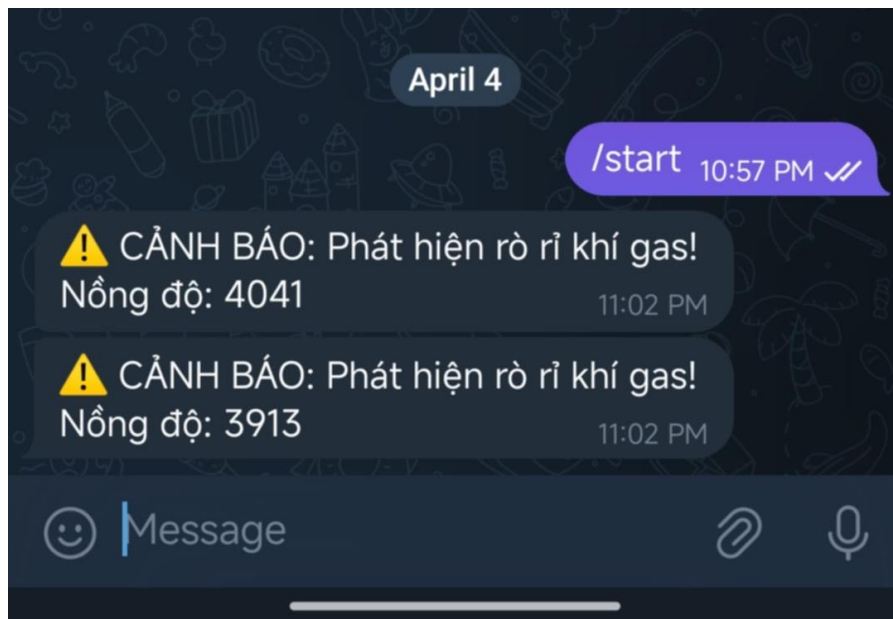 April 4
/start 10:57 PM
⚠️ CẢNH BÁO: Phát hiện rò rỉ khí gas!
Nồng độ: 4041 11:02 PM
⚠️ CẢNH BÁO: Phát hiện rò rỉ khí gas!
Nồng độ: 3913 11:02 PM
Message